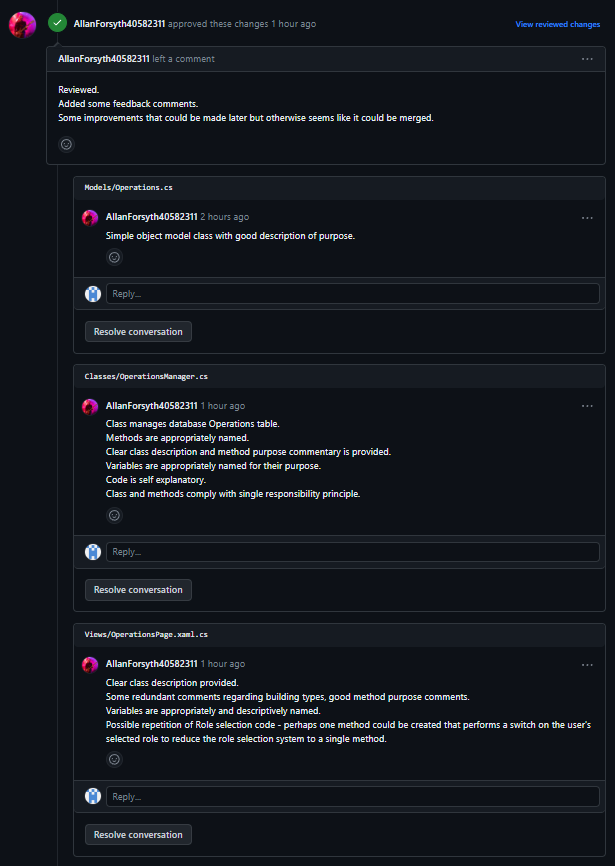 AllanForsyth40582311 approved these changes 1 hour ago
View reviewed changes
AllanForsyth40582311 left a comment
Reviewed.
Added some feedback comments.
Some improvements that could be made later but otherwise seems like it could be merged.
Models/Operations.cs
AllanForsyth40582311 2 hours ago
Simple object model class with good description of purpose.
Reply...
Resolve conversation
Classes/OperationsManager.cs
AllanForsyth40582311 1 hour ago
Class manages database Operations table.
Methods are appropriately named.
Clear class description and method purpose commentary is provided.
Variables are appropriately named for their purpose.
Code is self explanatory.
Class and methods comply with single responsibility principle.
Reply...
Resolve conversation
Views/OperationsPage.xaml.cs
AllanForsyth40582311 1 hour ago
Clear class description provided.
Some redundant comments regarding building types, good method purpose comments.
Variables are appropriately and descriptively named.
Possible repetition of Role selection code - perhaps one method could be created that performs a switch on the user's
selected role to reduce the role selection system to a single method.
Reply...
Resolve conversation